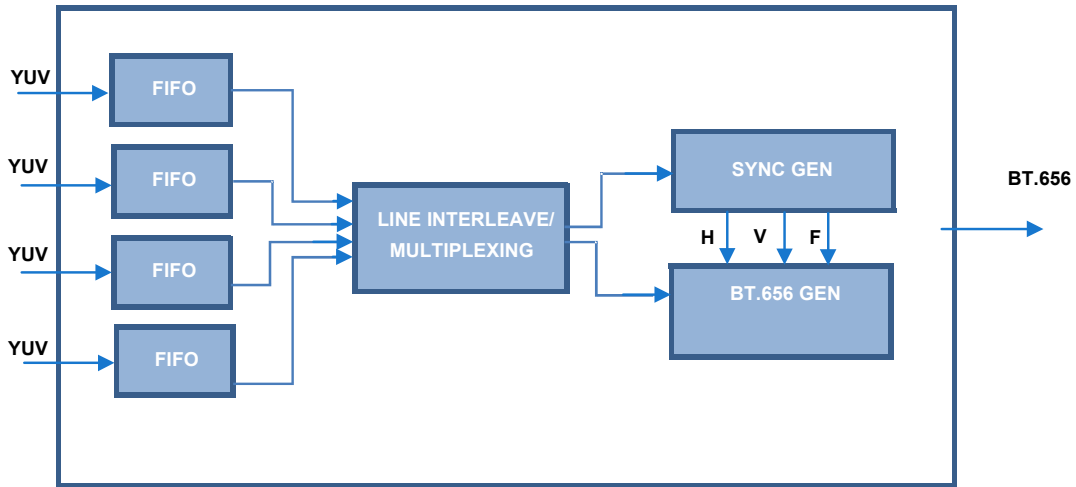 YUV
FIFO
YUV
FIFO
YUV
FIFO
YUV
FIFO
LINE INTERLEAVE/
MULTIPLEXING
SYNC GEN
H V F
BT.656 GEN
BT.656